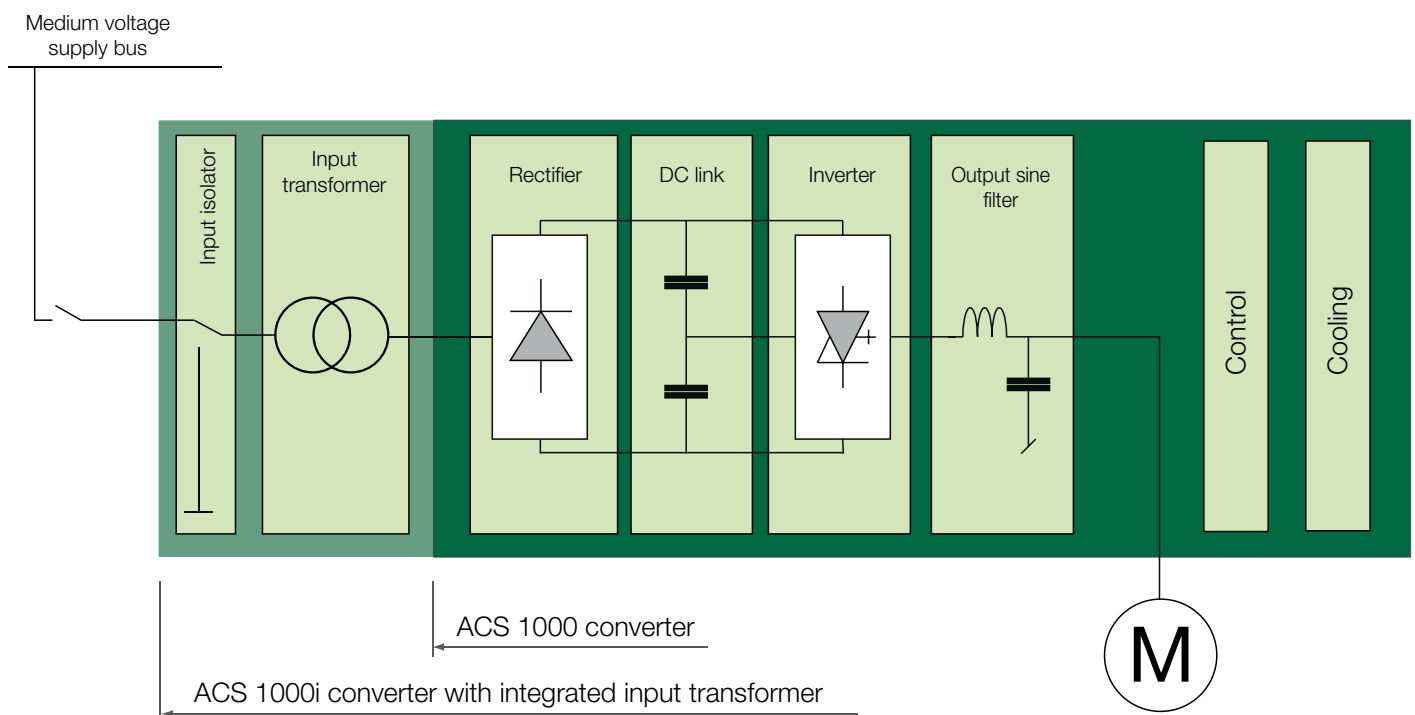 Medium voltage
supply bus
Input isolator
Input
transformer
Rectifier
DC link
Inverter
Output sine
filter
Control
Cooling
ACS 1000 converter
ACS 1000i converter with integrated input transformer
M